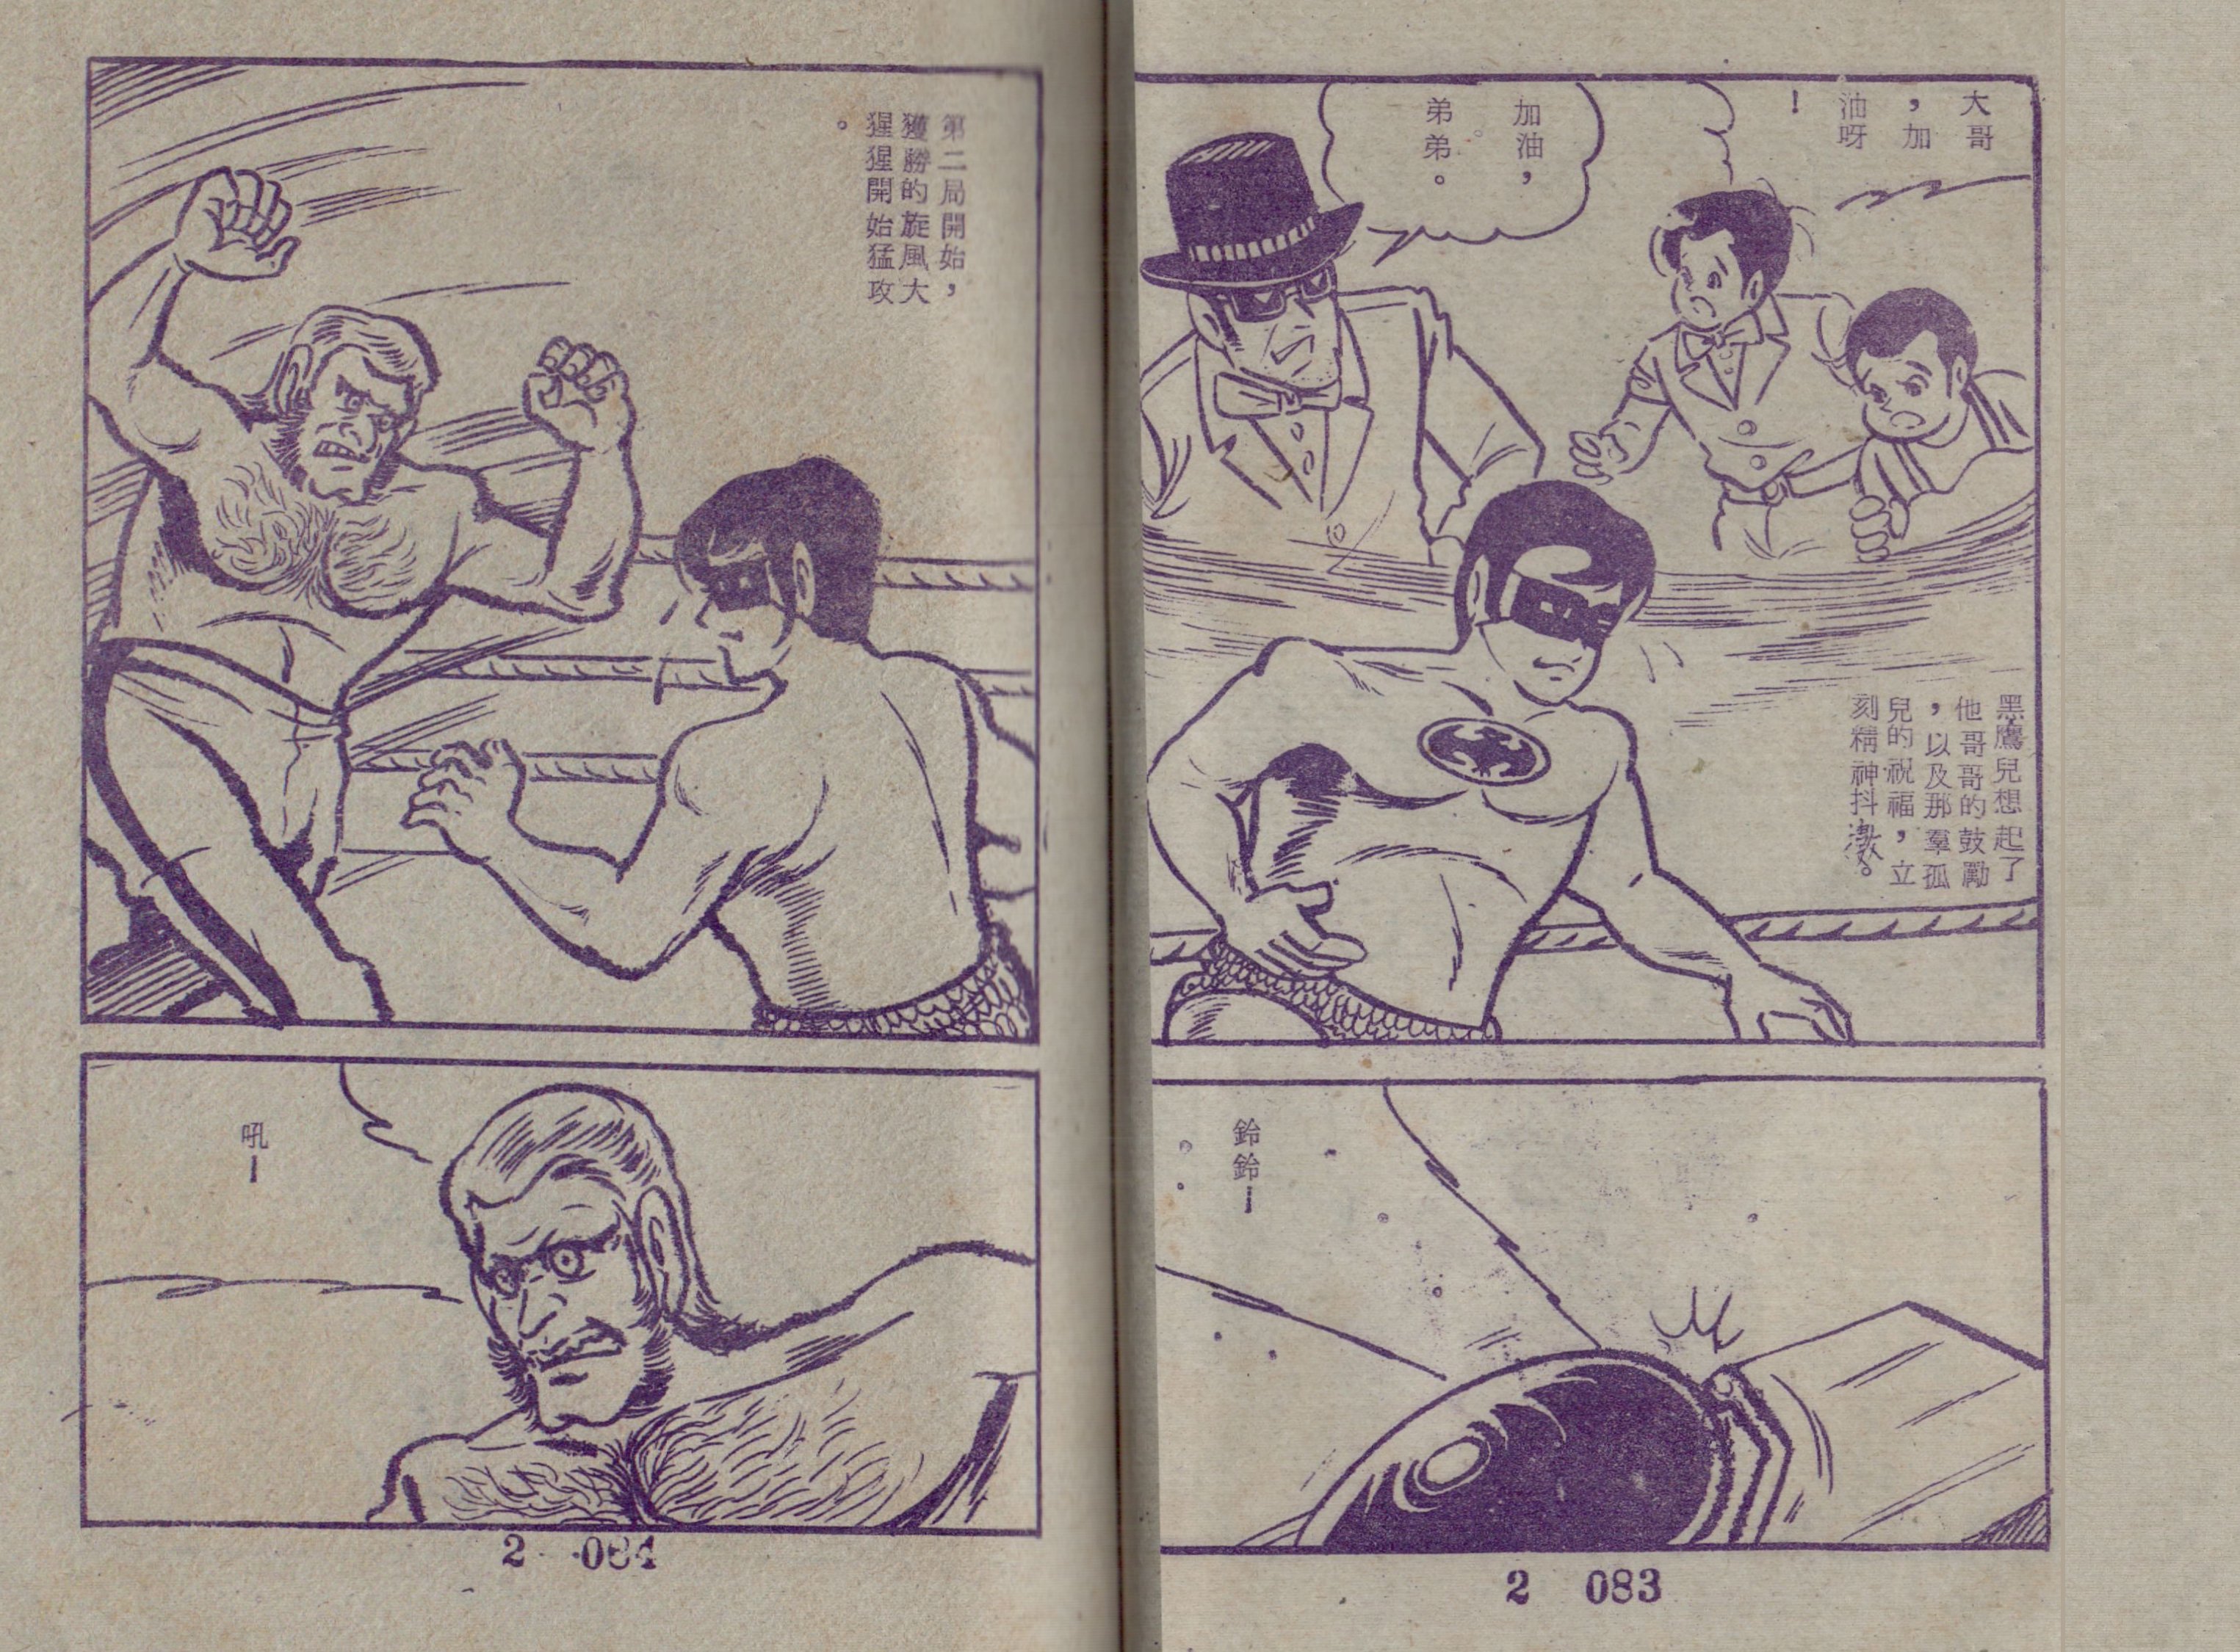 大哥
，加
油呀
！
加油，
弟弟。
黑鷹兒想起了
他哥哥的鼓勵
，以及那羣孤
兒的祝福，立
刻精神抖擻。
鈴鈴ー
2 083
第二局開始，
獲勝的旋風大
猩猩開始猛攻
。
吼ー
2 084